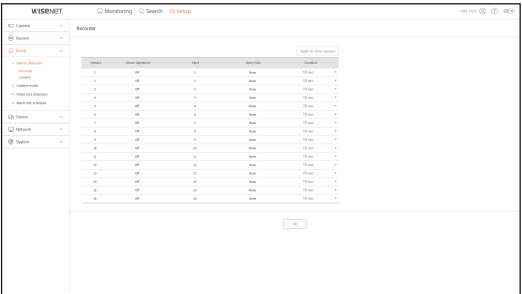 WISENET
Monitoring Search Setup
Camera
Record
Event
Sensor detection
Recorder
Camera
Camera event
Video loss detection
Alarm out schedule
Device
Network
System
Recorder
Apply to other sensors
Sensor Sensor Operation Camera Alarm Out Duration
1 Off 1 None 10 sec
2 Off 2 None 10 sec
3 Off 3 None 10 sec
4 Off 4 None 10 sec
5 Off 5 None 10 sec
6 Off 6 None 10 sec
7 Off 7 None 10 sec
8 Off 8 None 10 sec
9 Off 9 None 10 sec
10 Off 10 None 10 sec
11 Off 11 None 10 sec
12 Off 12 None 10 sec
13 Off 13 None 10 sec
14 Off 14 None 10 sec
15 Off 15 None 10 sec
16 Off 16 None 10 sec
OK